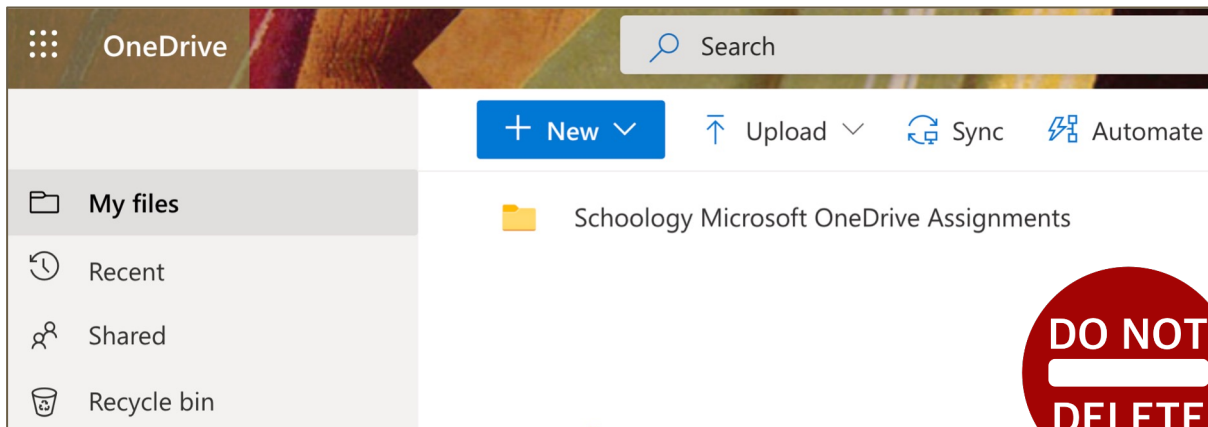 OneDrive
Search
New
Upload
Sync
Automate
My files
Schoology Microsoft OneDrive Assignments
Recent
Shared
Recycle bin
DO NOT
DELETE